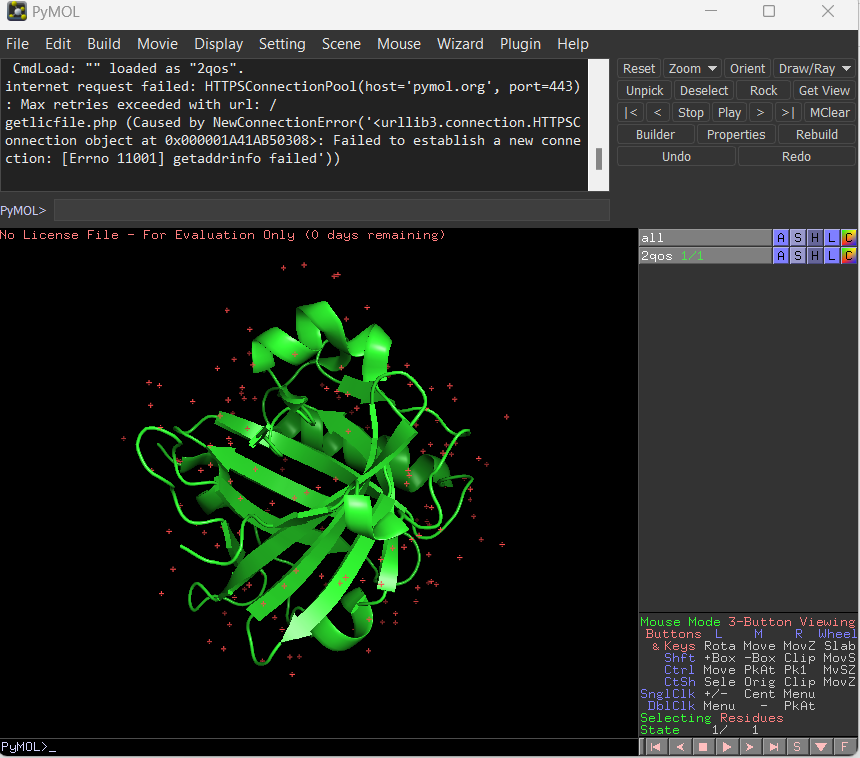 PyMOL
File Edit Build Movie Display Setting Scene Mouse Wizard Plugin Help
CmdLoad: "" loaded as "2qos".
internet request failed: HTTPSConnectionPool(host='pymol.org', port=443)
: Max retries exceeded with url: /
getlicfile.php (Caused by NewConnectionError('<urllib3.connection.HTTPSC
onnection object at 0x000001A41AB50308>: Failed to establish a new conne
ction: [Errno 11001] getaddrinfo failed'))
PyMOL>
Reset Zoom Orient Draw/Ray
Unpick Deselect Rock Get View
|< < Stop Play > >| MClear
Builder Properties Rebuild
Undo Redo
No License File - For Evaluation Only (0 days remaining)
all A S H L C
2qos 1/1 A S H L C
Mouse Mode 3-Button Viewing
Buttons L M R Wheel
& Keys Rota Move MovZ Slab
Shft +Box -Box Clip MovS
Ctrl Move PkAt Pk1 MvSZ
CtSh Sele Orig Clip MovZ
SnglClk +/- Cent Menu
DblClk Menu - PkAt
Selecting Residues
State 1/ 1
S F
PyMOL>_